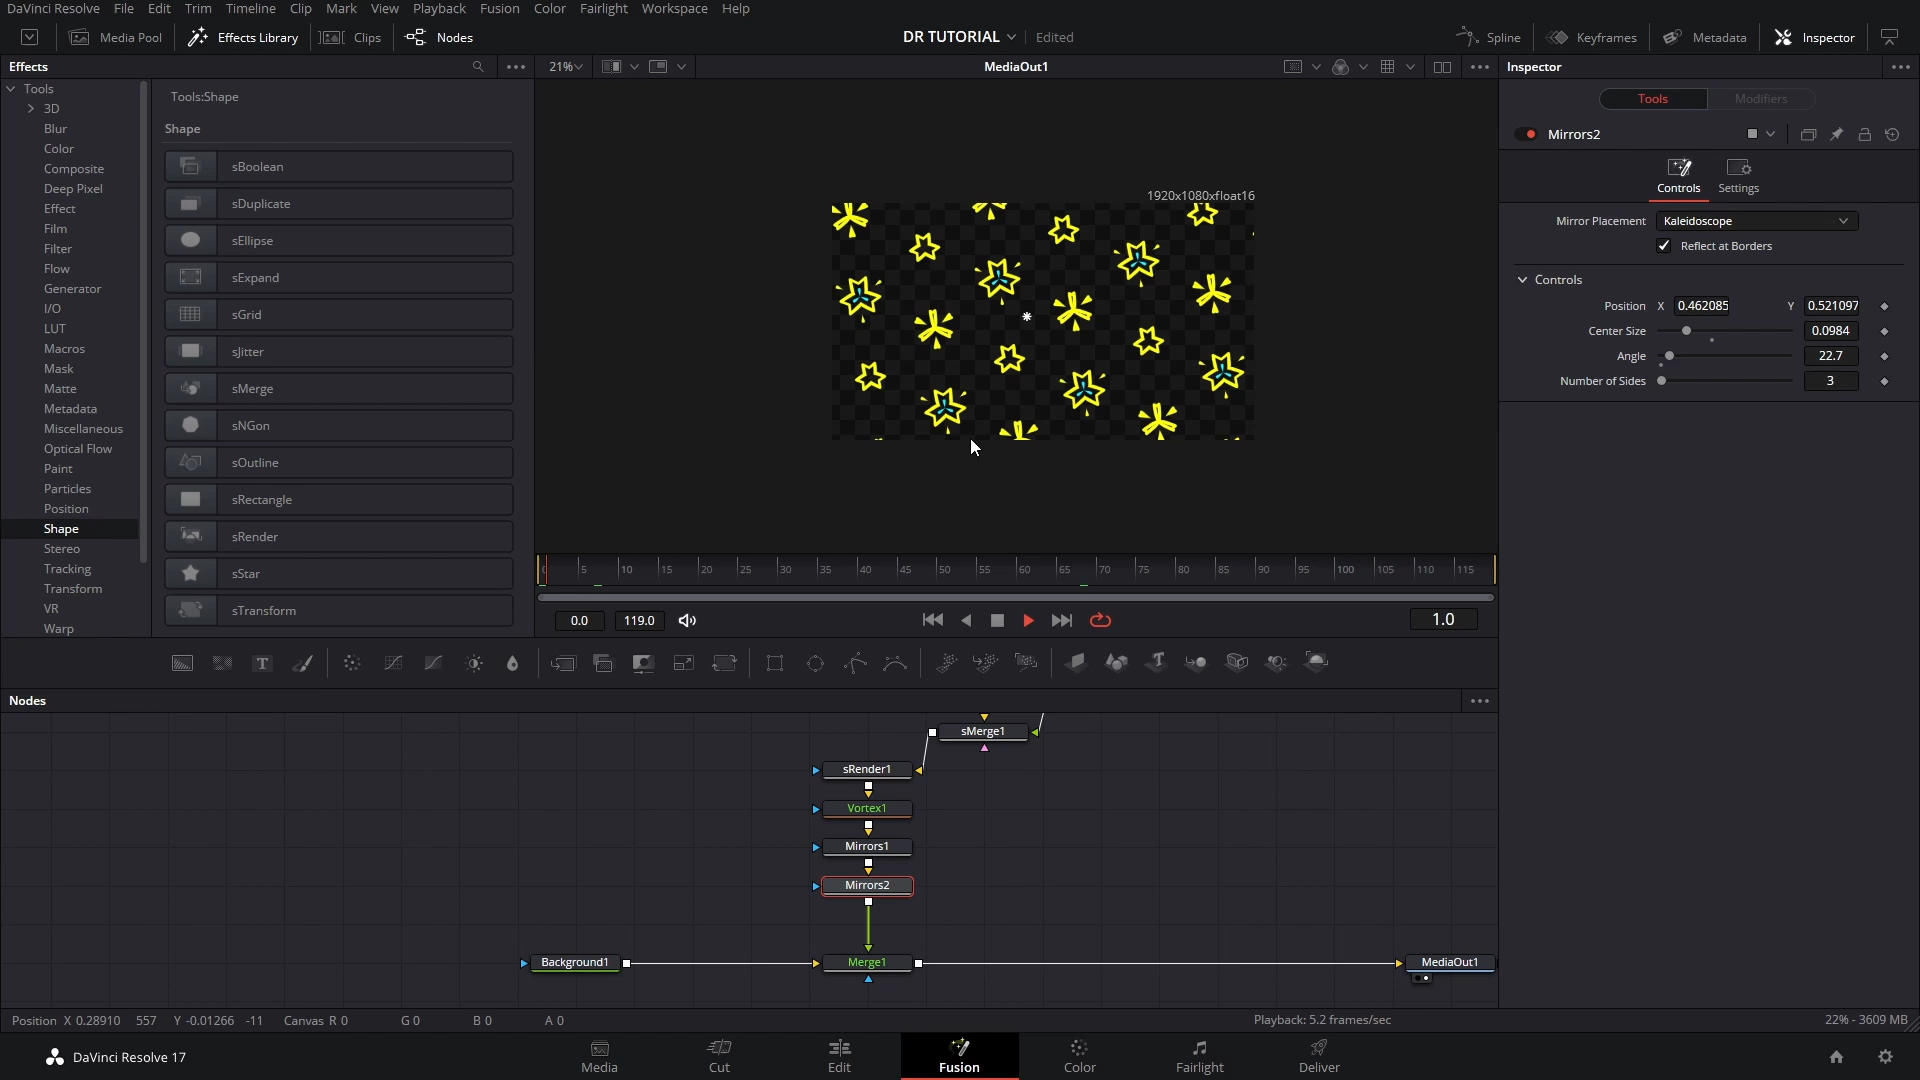 DaVinci Resolve File Edit Trim Timeline Clip Mark View Playback Fusion Color Fairlight Workspace Help
Media Pool Effects Library Clips Nodes DR TUTORIAL Edited Spline Keyframes Metadata Inspector
Effects 21% MediaOut1 Inspector
Tools
3D
Blur
Color
Composite
Deep Pixel
Effect
Film
Filter
Flow
Generator
I/O
LUT
Macros
Mask
Matte
Metadata
Miscellaneous
Optical Flow
Paint
Particles
Position
Shape
Stereo
Tracking
Transform
VR
Warp
Tools:Shape
Shape
sBoolean
sDuplicate
sEllipse
sExpand
sGrid
sJitter
sMerge
sNGon
sOutline
sRectangle
sRender
sStar
sTransform
1920x1080xfloat16
5 10 15 20 25 30 35 40 45 50 55 60 65 70 75 80 85 90 95 100 105 110 115
0.0 119.0 1.0
Tools Modifiers
Mirrors2
Controls Settings
Mirror Placement Kaleidoscope
Reflect at Borders
Controls
Position X 0.462085 Y 0.521097
Center Size 0.0984
Angle 22.7
Number of Sides 3
Nodes
sMerge1
sRender1
Vortex1
Mirrors1
Mirrors2
Background1 Merge1 MediaOut1
Position X 0.28910 557 Y -0.01266 -11 Canvas R 0 G 0 B 0 A 0 Playback: 5.2 frames/sec 22% - 3609 MB
DaVinci Resolve 17 Media Cut Edit Fusion Color Fairlight Deliver